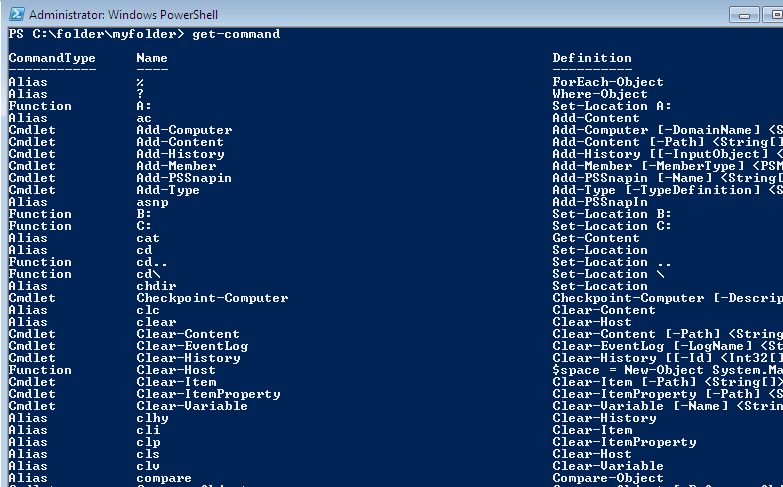 Administrator: Windows PowerShell
PS C:\folder\myfolder> get-command
CommandType Name Definition
----------- ---- ----------
Alias % ForEach-Object
Alias ? Where-Object
Function A: Set-Location A:
Alias ac Add-Content
Cmdlet Add-Computer Add-Computer [-DomainName] <S
Cmdlet Add-Content Add-Content [-Path] <String[]
Cmdlet Add-History Add-History [[-InputObject] <
Cmdlet Add-Member Add-Member [-MemberType] <PSM
Cmdlet Add-PSSnapin Add-PSSnapin [-Name] <String[
Cmdlet Add-Type Add-Type [-TypeDefinition] <S
Alias asnp Add-PSSnapIn
Function B: Set-Location B:
Function C: Set-Location C:
Alias cat Get-Content
Alias cd Set-Location
Function cd.. Set-Location ..
Function cd\ Set-Location \
Alias chdir Set-Location
Cmdlet Checkpoint-Computer Checkpoint-Computer [-Descrip
Alias clc Clear-Content
Alias clear Clear-Host
Cmdlet Clear-Content Clear-Content [-Path] <String
Cmdlet Clear-EventLog Clear-EventLog [-LogName] <St
Cmdlet Clear-History Clear-History [[-Id] <Int32[]
Function Clear-Host $space = New-Object System.Ma
Cmdlet Clear-Item Clear-Item [-Path] <String[]>
Cmdlet Clear-ItemProperty Clear-ItemProperty [-Path] <S
Cmdlet Clear-Variable Clear-Variable [-Name] <Strin
Alias clhy Clear-History
Alias cli Clear-Item
Alias clp Clear-ItemProperty
Alias cls Clear-Host
Alias clv Clear-Variable
Alias compare Compare-Object